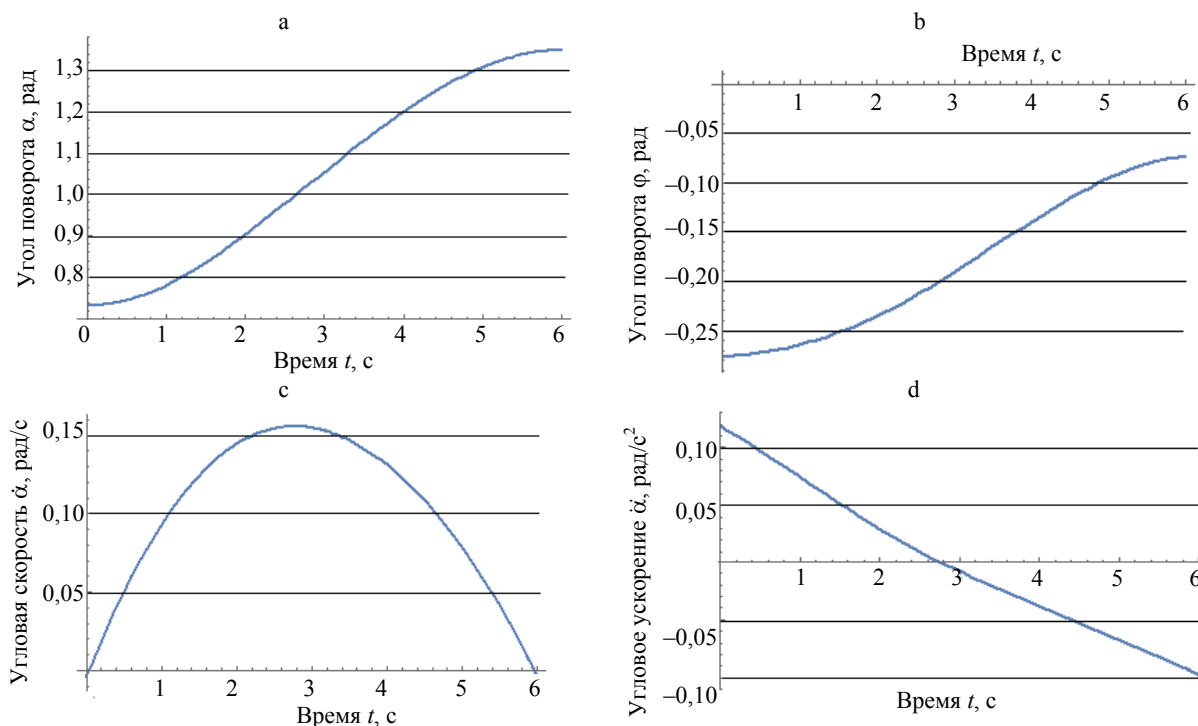 a
Угол поворота α, рад
1,3
1,2
1,1
1,0
0,9
0,8
0 1 2 3 4 5 6
Время t, с
b
Время t, с
1 2 3 4 5 6
Угол поворота φ, рад
–0,05
–0,10
–0,15
–0,20
–0,25
c
Угловая скорость α̇, рад/с
0,15
0,10
0,05
1 2 3 4 5 6
Время t, с
d
Угловое ускорение α̈, рад/с²
0,10
0,05
1 2 3 4 5 6
–0,05
–0,10
Время t, с